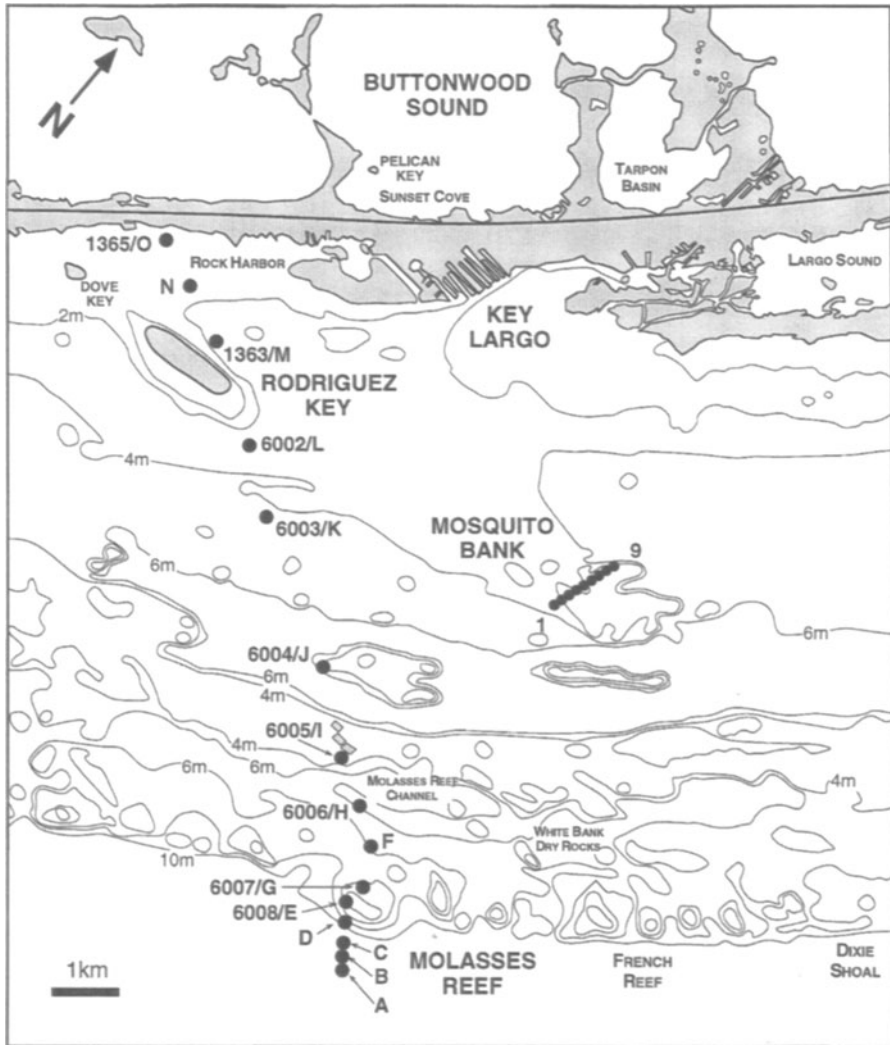 N
BUTTONWOOD
SOUND
PELICAN
KEY
SUNSET COVE
TARPON
BASIN
1365/O
ROCK HARBOR
LARGO SOUND
DOVE
KEY
N
KEY
LARGO
2m
1363/M
RODRIGUEZ
KEY
6002/L
4m
6003/K
MOSQUITO
BANK
9
1
6m
6m
6004/J
6m
4m
6005/I
4m
6m
6m
MOLASSES REEF
CHANNEL
4m
6006/H
F
WHITE BANK
DRY ROCKS
10m
6007/G
6008/E
D
C
B
A
MOLASSES
REEF
FRENCH
REEF
DIXIE
SHOAL
1km